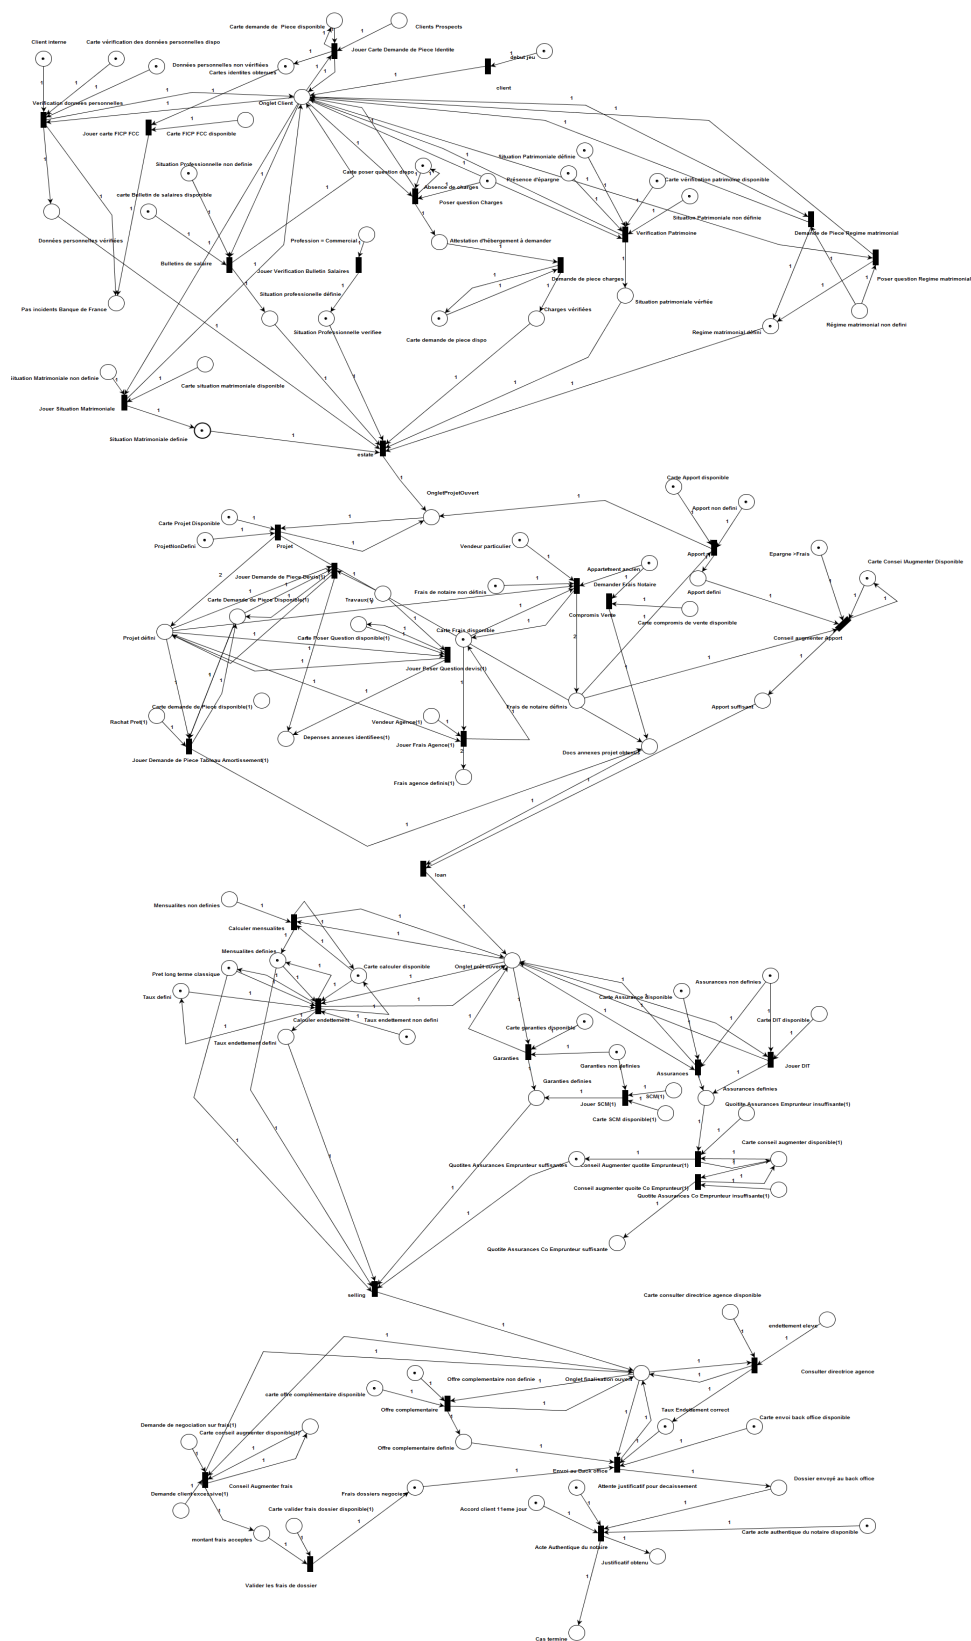 Carte demande de Piece disponible
Clients Prospects
Client interne
Carte vérification des données personnelles dispo
Jouer Carte Demande de Piece Identite
Données personnelles non vérifiées
Cartes identites obtenues
debut jeu
client
Verification données personnelles
Onglet Client
Jouer carte FICP FCC
Carte FICP FCC disponible
Situation Professionnelle non definie
Situation Patrimoniale définie
Carte poser question dispo
Présence d'épargne
Carte vérification patrimoine disponible
carte Bulletin de salaires disponible
Absence de charges
Poser question Charges
Situation Patrimoniale non définie
Données personnelles vérifiées
Profession = Commercial
Attestation d'hébergement à demander
Verification Patrimoine
Demande de Piece Regime matrimonial
Bulletins de salaire
Jouer Verification Bulletin Salaires
Demande de piece charges
Poser question Regime matrimonial
Situation professionelle définie
Situation patrimoniale vérfiée
Pas incidents Banque de France
Charges vérifiées
Situation Professionnelle verifiee
Regime matrimonial défini
Régime matrimonial non defini
Carte demande de piece dispo
ituation Matrimoniale non definie
Carte situation matrimoniale disponible
Jouer Situation Matrimoniale
Situation Matrimoniale definie
estate
Carte Apport disponible
OngletProjetOuvert
Apport non defini
Carte Projet Disponible
Vendeur particulier
ProjetNonDefini
Projet
Apport
Epargne >Frais
Carte Consei lAugmenter Disponible
Jouer Demande de Piece Devis(1)
Appartement ancien
Demander Frais Notaire
Travaux(1)
Frais de notaire non définis
Apport defini
Carte Demande de Piece Disponible(1)
Compromis Vente
Carte compromis de vente disponible
Projet défini
Carte Poser Question disponible(1)
Carte Frais disponible
Conseil augmenter Apport
Jouer Poser Question devis(1)
Carte demande de Piece disponible(1)
Frais de notaire définis
Apport suffisant
Rachat Pret(1)
Vendeur Agence(1)
Depenses annexes identifiees(1)
Jouer Frais Agence(1)
Docs annexes projet obtenus
Jouer Demande de Piece Tableau Amortissement(1)
Frais agence definis(1)
loan
Mensualites non definies
Calculer mensualites
Mensualites definies
Onglet prêt ouvert
Pret long terme classique
Carte calculer disponible
Assurances non definies
Taux defini
Carte Assurance disponible
Calculer endettement
Taux endettement non defini
Carte DIT disponible
Taux endettement defini
Carte garanties disponible
Garanties
Garanties non definies
Assurances
Jouer DIT
Garanties definies
Assurances definies
Jouer SCM(1)
SCM(1)
Quoitite Assurances Emprunteur insuffisante(1)
Carte SCM disponible(1)
Carte conseil augmenter disponible(1)
Quotites Assurances Emprunteur suffisantes
Conseil Augmenter quotite Emprunteur(1)
Conseil augmenter quoite Co Emprunteur(1)
Quotite Assurances Co Emprunteur insuffisante(1)
Quotite Assurances Co Emprunteur suffisante
selling
Carte consulter directrice agence disponible
endettement eleve
Offre complementaire non definie
Onglet finalisation ouvert
Consulter directrice agence
carte offre complémentaire disponible
Offre complementaire
Taux Endettement correct
Carte envoi back office disponible
Demande de negociation sur frais(1)
Carte conseil augmenter disponible(1)
Offre complementaire definie
Envoi au Back office
Dossier envoyé au back office
Conseil Augmenter frais
Attente justificatif pour decaissement
Demande client excessive(1)
Frais dossiers negocies
Carte valider frais dossier disponible(1)
Accord client 11eme jour
Carte acte authentique du notaire disponible
montant frais acceptes
Acte Authentique du notaire
Justificatif obtenu
Valider les frais de dossier
Cas termine